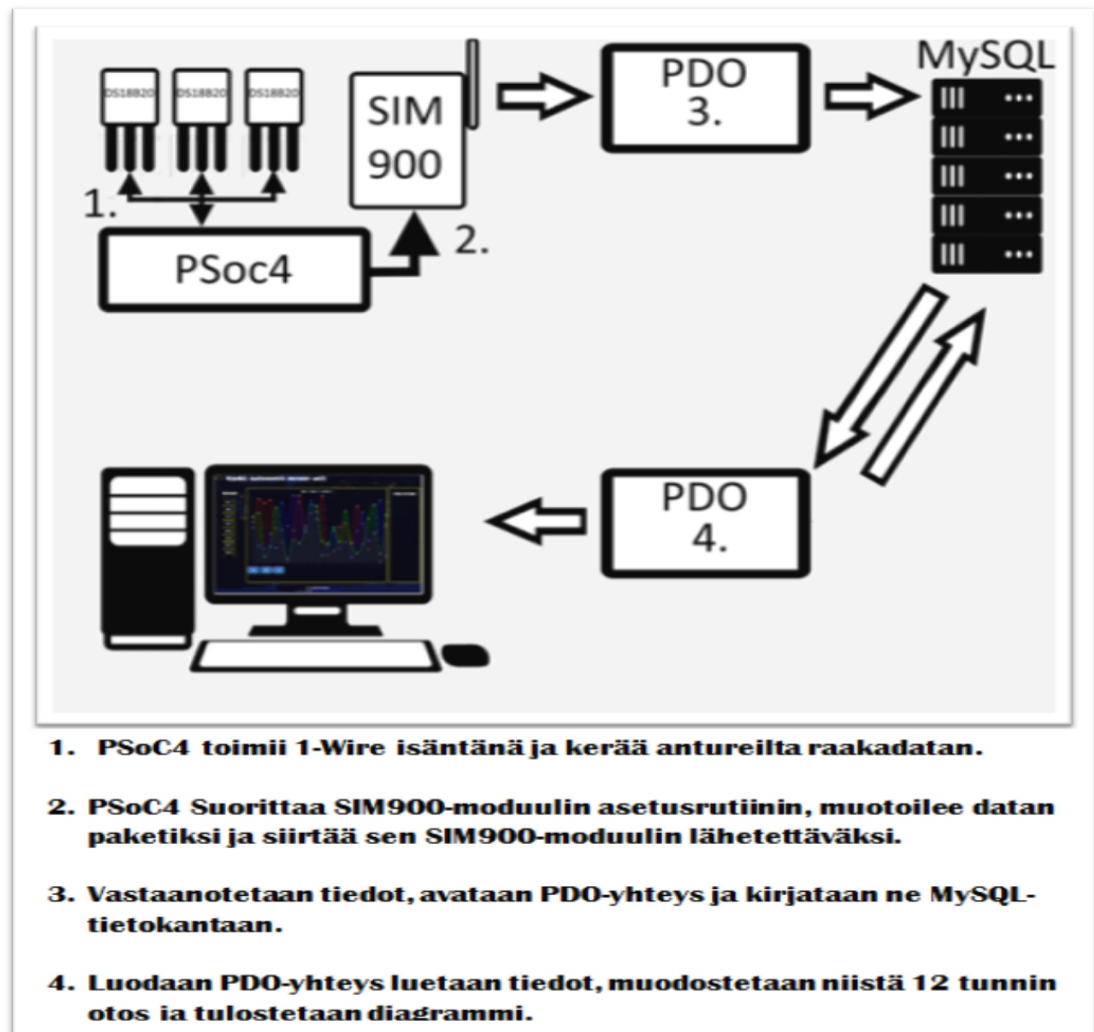 DS18B20 DS18B20 DS18B20
SIM
900
PDO
3.
MySQL
1.
2.
PSoc4
PDO
4.
1. PSoC4 toimii 1-Wire isäntänä ja kerää antureilta raakadatan.
2. PSoC4 Suorittaa SIM900-moduulin asetusrutiinin, muotoilee datan
paketiksi ja siirtää sen SIM900-moduulin lähetettäväksi.
3. Vastaanotetaan tiedot, avataan PDO-yhteys ja kirjataan ne MySQL-
tietokantaan.
4. Luodaan PDO-yhteys luetaan tiedot, muodostetaan niistä 12 tunnin
otos ja tulostetaan diagrammi.